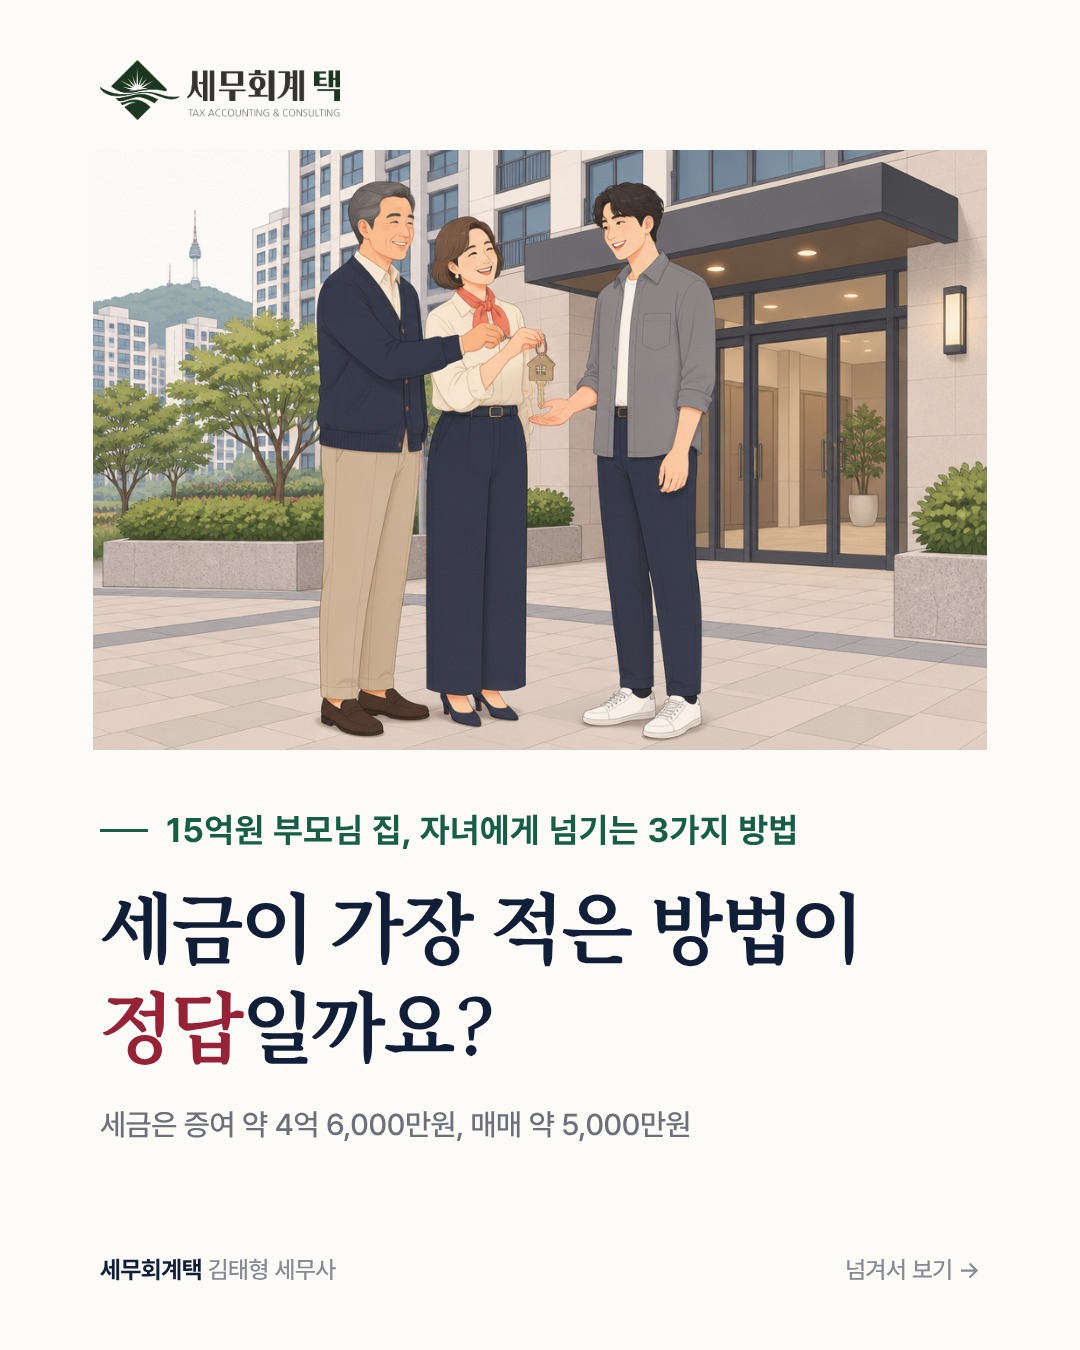 세무회계 택
TAX ACCOUNTING & CONSULTING
15억원 부모님 집, 자녀에게 넘기는 3가지 방법
세금이 가장 적은 방법이
정답일까요?
세금은 증여 약 4억 6,000만원, 매매 약 5,000만원
세무회계택 김태형 세무사
넘겨서 보기 →